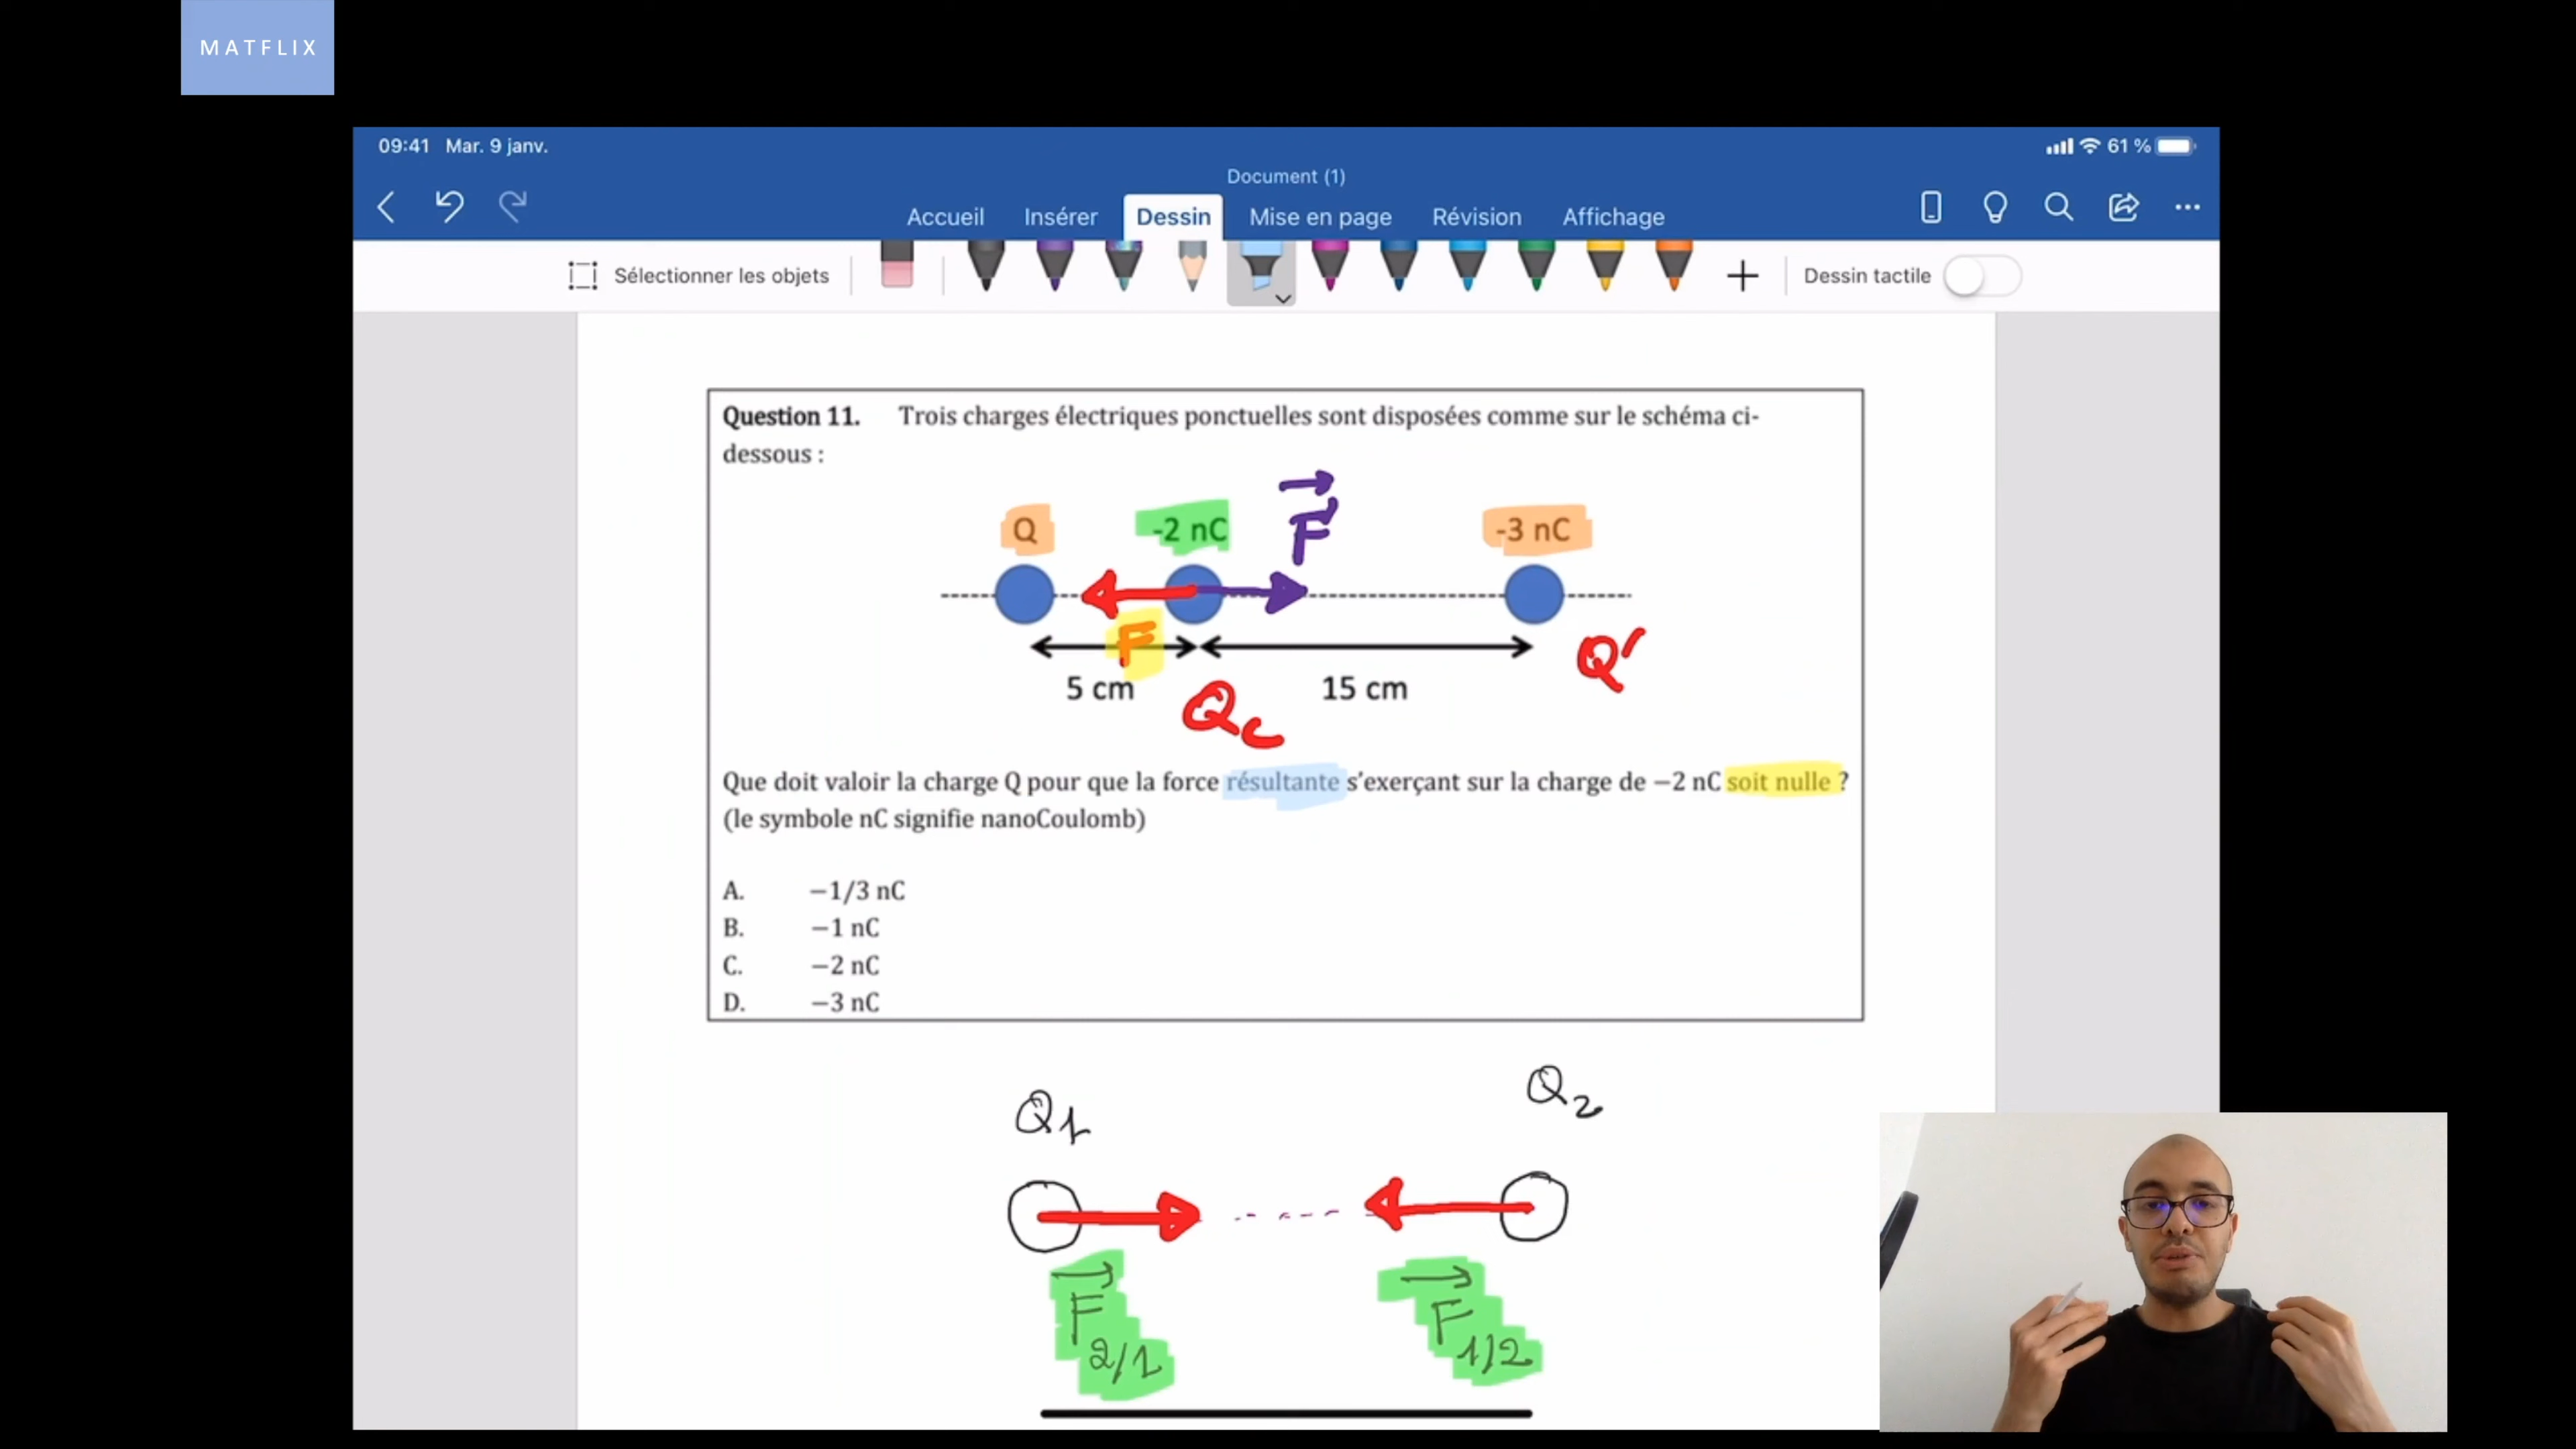 MATFLIX
09:41 Mar. 9 janv.
61 %
Document (1)
Accueil Insérer Dessin Mise en page Révision Affichage
Sélectionner les objets
Dessin tactile
Question 11. Trois charges électriques ponctuelles sont disposées comme sur le schéma ci-
dessous :
F
Q -2 nC -3 nC
F
Q'
5 cm 15 cm
Qc
Que doit valoir la charge Q pour que la force résultante s'exerçant sur la charge de −2 nC soit nulle ?
(le symbole nC signifie nanoCoulomb)
A. −1/3 nC
B. −1 nC
C. −2 nC
D. −3 nC
Q1 Q2
F 2/1 F 1/2